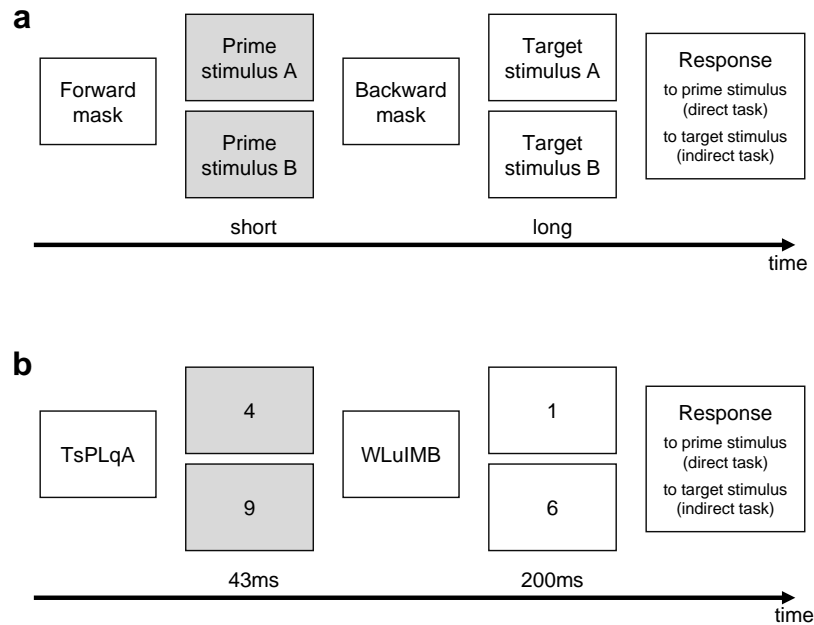 a
Forward
mask
Prime
stimulus A
Prime
stimulus B
Backward
mask
Target
stimulus A
Target
stimulus B
Response
to prime stimulus
(direct task)
to target stimulus
(indirect task)
short
long
time
b
TsPLqA
4
9
WLuIMB
1
6
Response
to prime stimulus
(direct task)
to target stimulus
(indirect task)
43ms
200ms
time